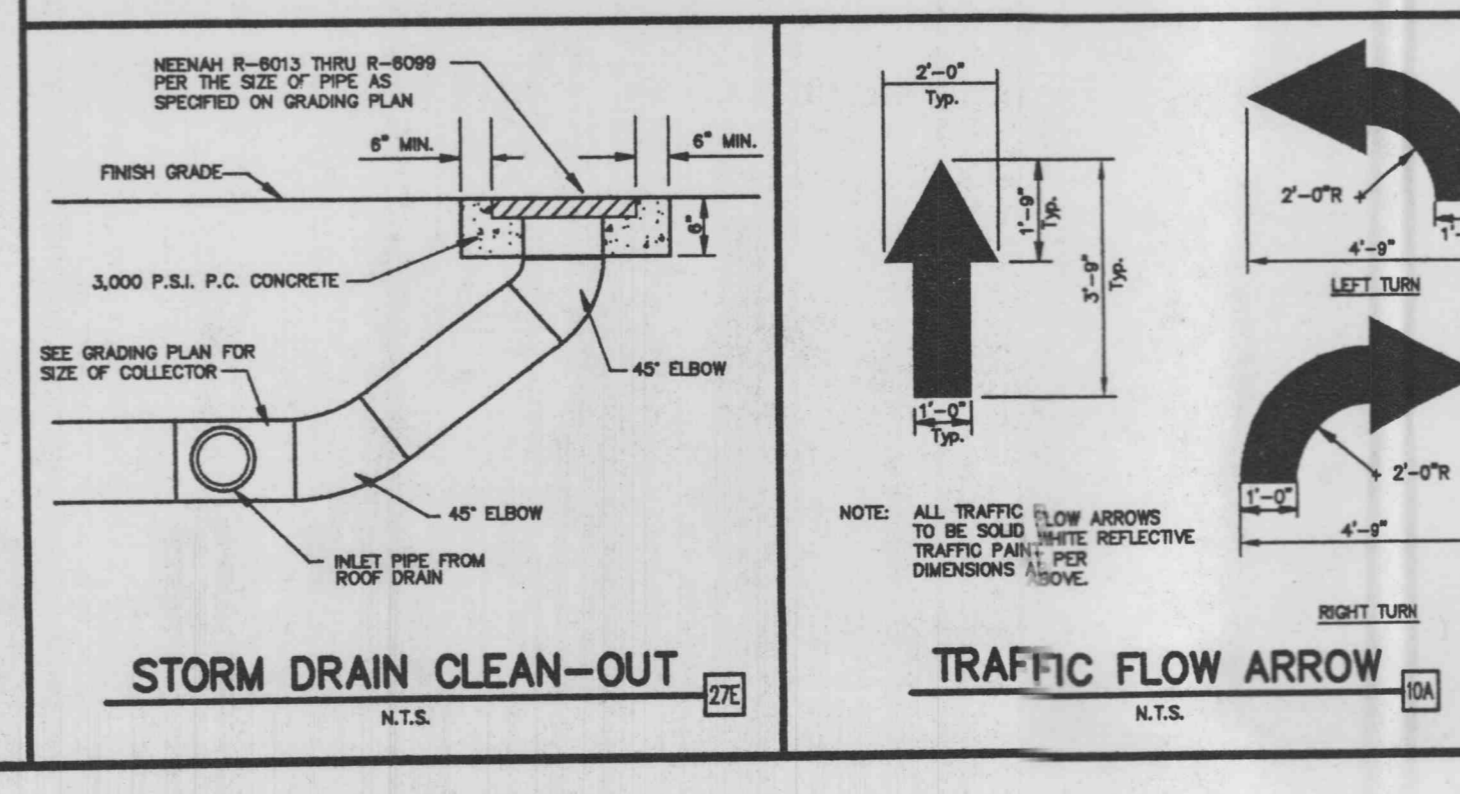 NEENAH R-6013 THRU R-6099
PER THE SIZE OF PIPE AS
SPECIFIED ON GRADING PLAN
6" MIN.
6" MIN.
FINISH GRADE
6"
3,000 P.S.I. P.C. CONCRETE
SEE GRADING PLAN FOR
SIZE OF COLLECTOR
45° ELBOW
45° ELBOW
INLET PIPE FROM
ROOF DRAIN
STORM DRAIN CLEAN-OUT
27E
N.T.S.
2'-0"
Typ.
1'-9"
Typ.
3'-9"
Typ.
1'-0"
Typ.
2'-0"R
4'-9"
LEFT TURN
2'-0"R
1'-0"
4'-9"
RIGHT TURN
NOTE: ALL TRAFFIC FLOW ARROWS
TO BE SOLID WHITE REFLECTIVE
TRAFFIC PAINT PER
DIMENSIONS ABOVE.
TRAFFIC FLOW ARROW
10A
N.T.S.